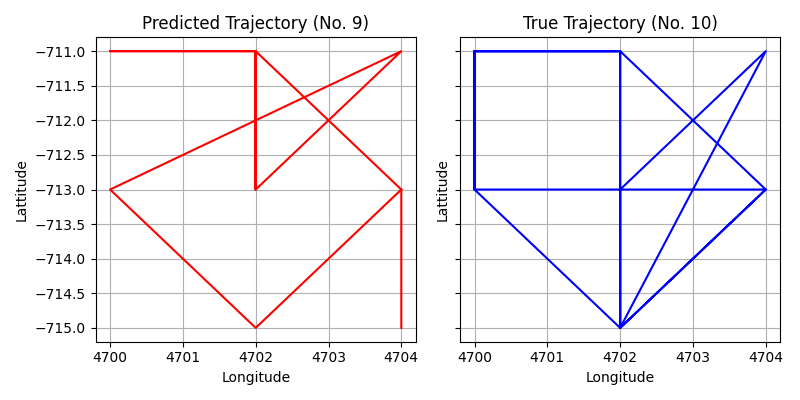 Predicted Trajectory (No. 9)
True Trajectory (No. 10)
−711.0
−711.5
−712.0
−712.5
−713.0
−713.5
−714.0
−714.5
−715.0
Lattitude
Lattitude
4700 4701 4702 4703 4704
4700 4701 4702 4703 4704
Longitude
Longitude